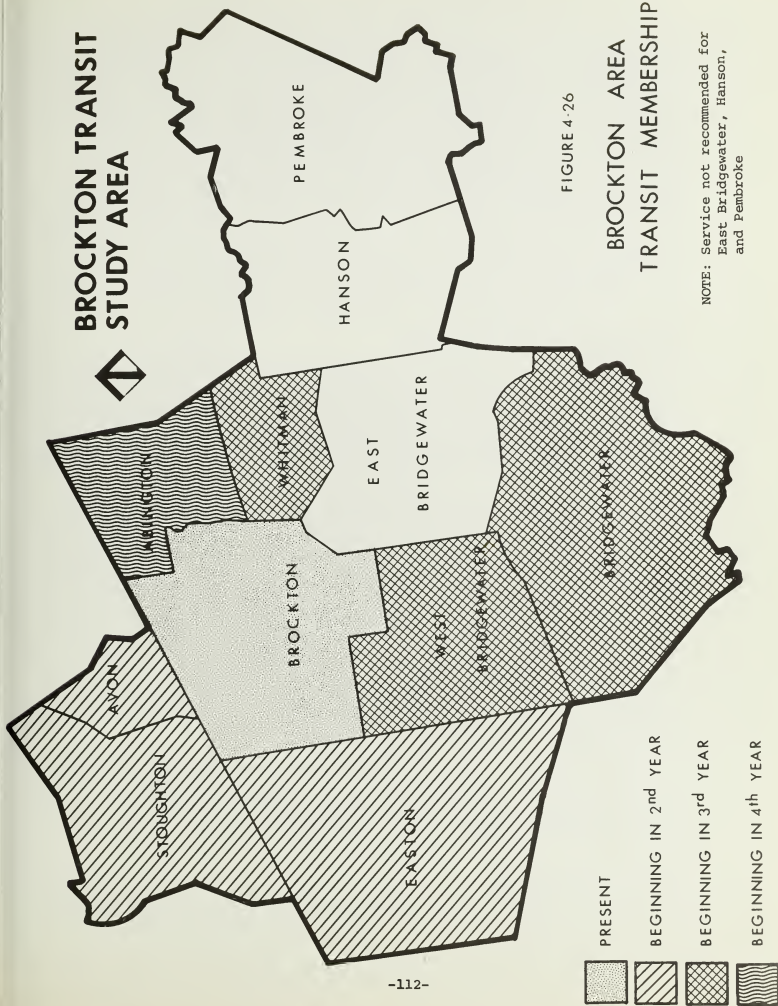 BROCKTON TRANSIT
STUDY AREA
PEMBROKE
HANSON
WHITMAN
ABINGTON
EAST
BRIDGEWATER
BROCKTON
WEST
BRIDGEWATER
BRIDGEWATER
AVON
STOUGHTON
EASTON
FIGURE 4-26
BROCKTON AREA
TRANSIT MEMBERSHIP
NOTE: Service not recommended for
East Bridgewater, Hanson,
and Pembroke
PRESENT
BEGINNING IN 2nd YEAR
BEGINNING IN 3rd YEAR
BEGINNING IN 4th YEAR
-112-